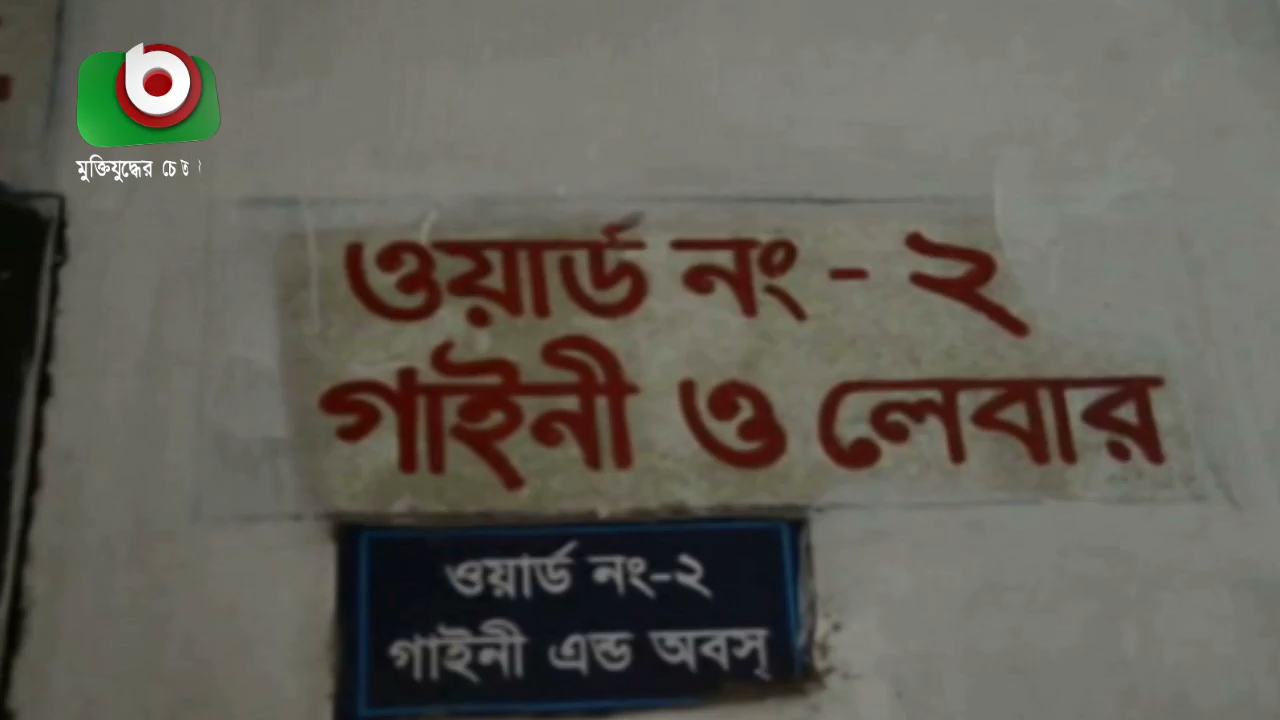 মুক্তিযুদ্ধের
ওয়ার্ড নং - ২
গাইনী ও লেবার
ওয়ার্ড নং-২
গাইনী এন্ড অবস্